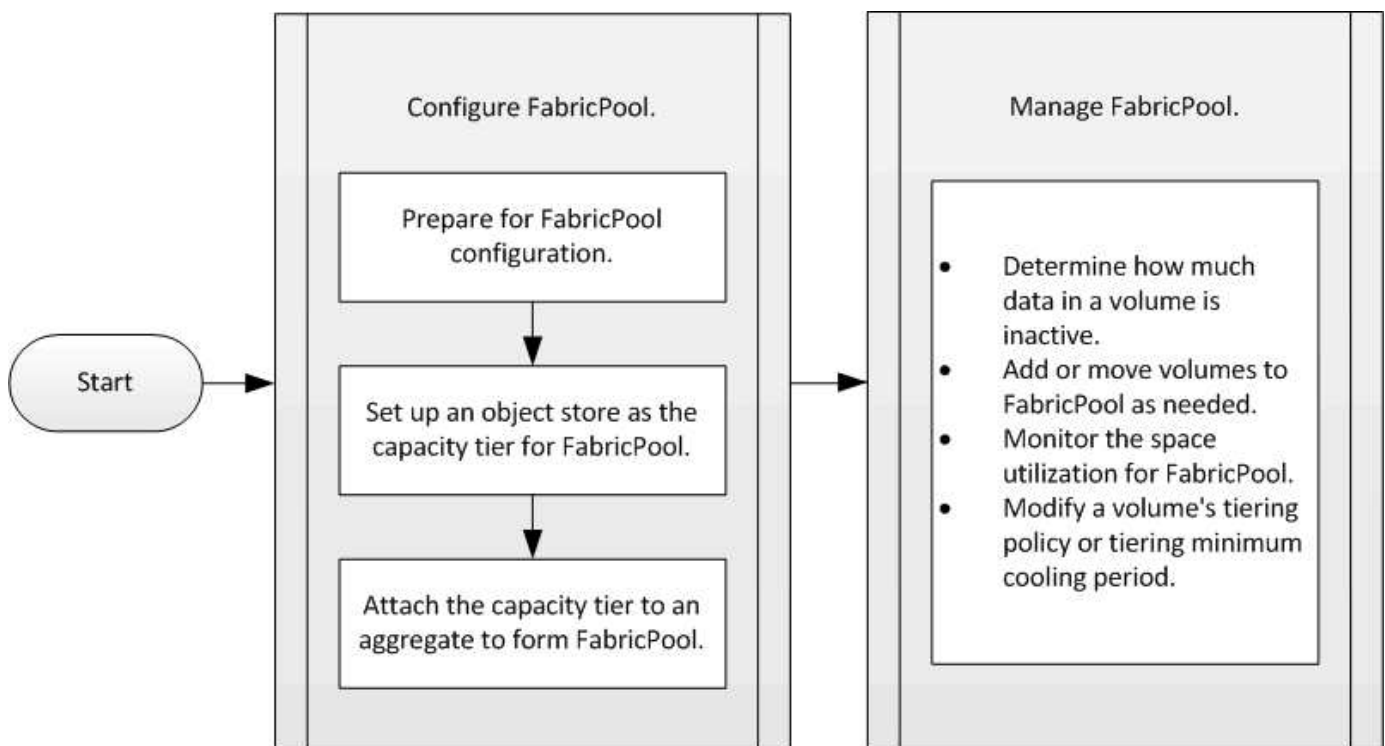 Start
Configure FabricPool.
Prepare for FabricPool
configuration.
Set up an object store as the
capacity tier for FabricPool.
Attach the capacity tier to an
aggregate to form FabricPool.
Manage FabricPool.
• Determine how much
data in a volume is
inactive.
• Add or move volumes to
FabricPool as needed.
• Monitor the space
utilization for FabricPool.
• Modify a volume's tiering
policy or tiering minimum
cooling period.